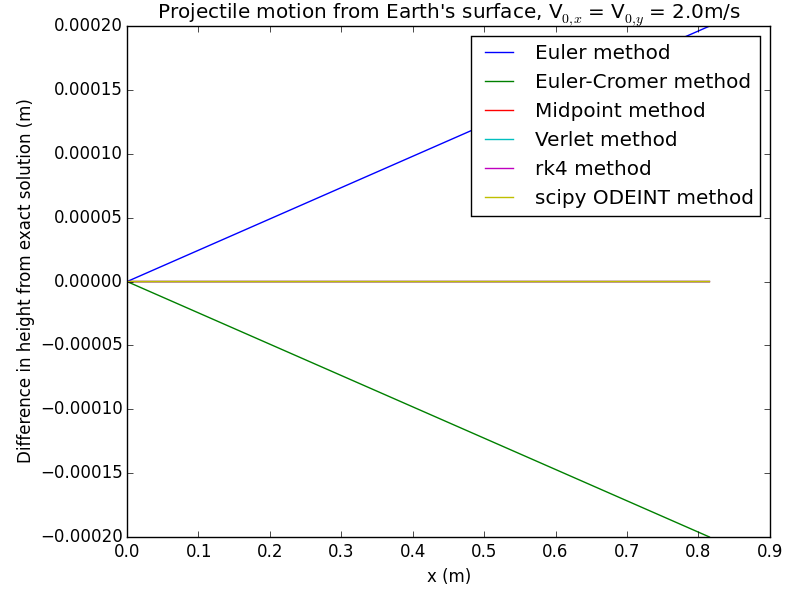 Projectile motion from Earth's surface, V₀,ₓ = V₀,y = 2.0m/s
Difference in height from exact solution (m)
0.00020
0.00015
0.00010
0.00005
0.00000
−0.00005
−0.00010
−0.00015
−0.00020
Euler method
Euler-Cromer method
Midpoint method
Verlet method
rk4 method
scipy ODEINT method
0.0 0.1 0.2 0.3 0.4 0.5 0.6 0.7 0.8 0.9
x (m)